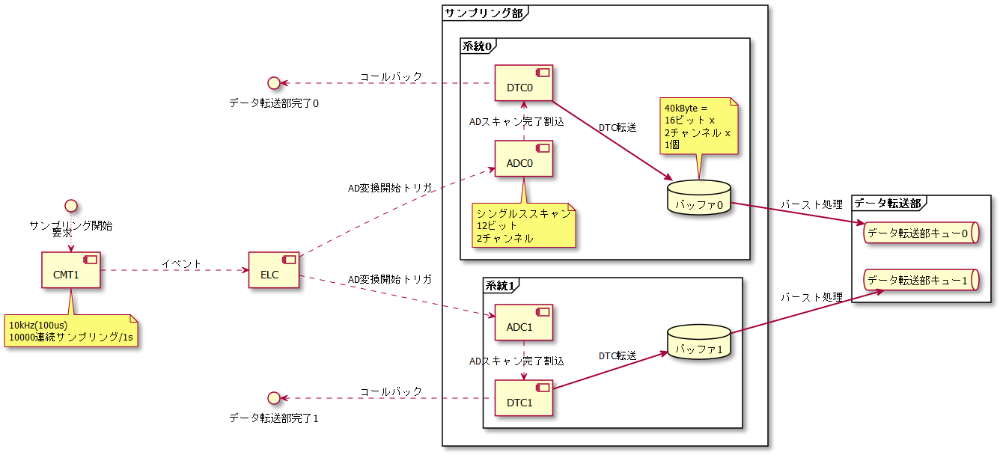 サンプリング部
系統0
コールバック
DTC0
データ転送部完了0
ADスキャン完了割込
DTC転送
40kByte =
16ビット x
2チャンネル x
1個
ADC0
AD変換開始トリガ
シングルススキャン
12ビット
2チャンネル
バッファ0
バースト処理
データ転送部
データ転送部キュー0
データ転送部キュー1
サンプリング開始
要求
CMT1
イベント
ELC
10kHz(100us)
10000連続サンプリング/1s
系統1
AD変換開始トリガ
ADC1
ADスキャン完了割込
DTC転送
バッファ1
バースト処理
コールバック
DTC1
データ転送部完了1